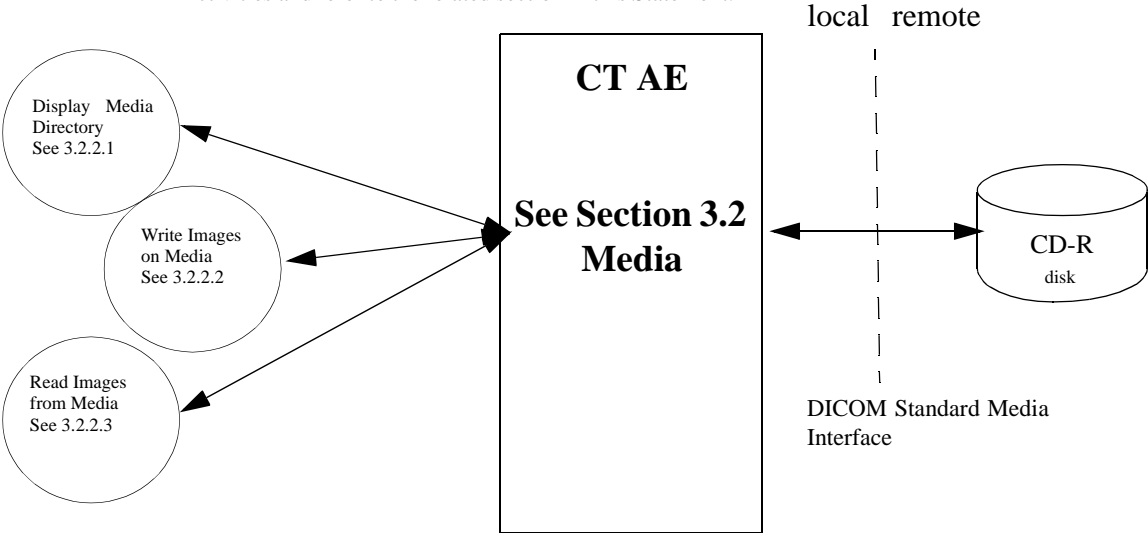 local remote
CT AE
Display Media
Directory
See 3.2.2.1
See Section 3.2
Media
Write Images
on Media
See 3.2.2.2
CD-R
disk
Read Images
from Media
See 3.2.2.3
DICOM Standard Media
Interface